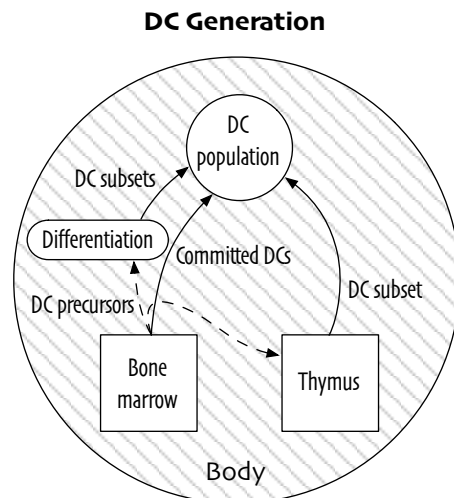 DC Generation
DC
population
DC subsets
Differentiation
Committed DCs
DC precursors
DC subset
Bone
marrow
Thymus
Body